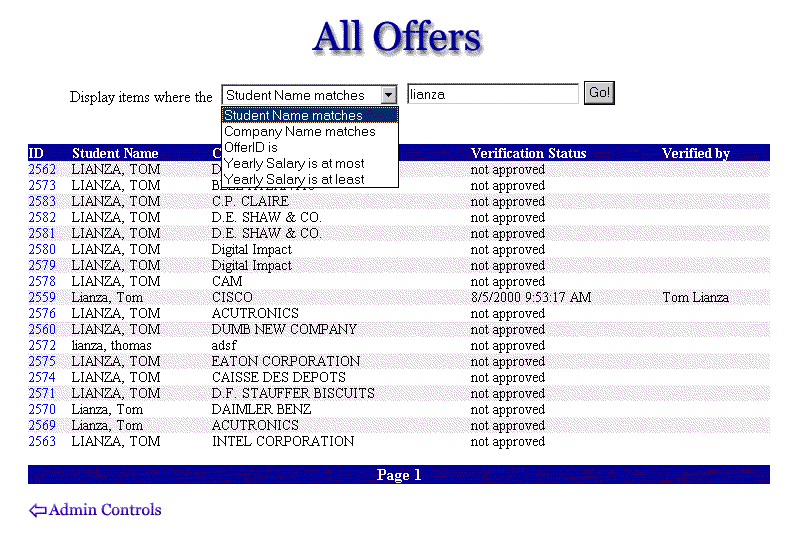 All Offers
Display items where the Student Name matches lianza Go!
Student Name matches
Company Name matches
OfferID is
Yearly Salary is at most
Yearly Salary is at least
ID Student Name Verification Status Verified by
2562 LIANZA, TOM not approved
2573 LIANZA, TOM not approved
2583 LIANZA, TOM C.P. CLAIRE not approved
2582 LIANZA, TOM D.E. SHAW & CO. not approved
2581 LIANZA, TOM D.E. SHAW & CO. not approved
2580 LIANZA, TOM Digital Impact not approved
2579 LIANZA, TOM Digital Impact not approved
2578 LIANZA, TOM CAM not approved
2559 Lianza, Tom CISCO 8/5/2000 9:53:17 AM Tom Lianza
2576 LIANZA, TOM ACUTRONICS not approved
2560 LIANZA, TOM DUMB NEW COMPANY not approved
2572 lianza, thomas adsf not approved
2575 LIANZA, TOM EATON CORPORATION not approved
2574 LIANZA, TOM CAISSE DES DEPOTS not approved
2571 LIANZA, TOM D.F. STAUFFER BISCUITS not approved
2570 Lianza, Tom DAIMLER BENZ not approved
2569 Lianza, Tom ACUTRONICS not approved
2563 LIANZA, TOM INTEL CORPORATION not approved
Page 1
Admin Controls